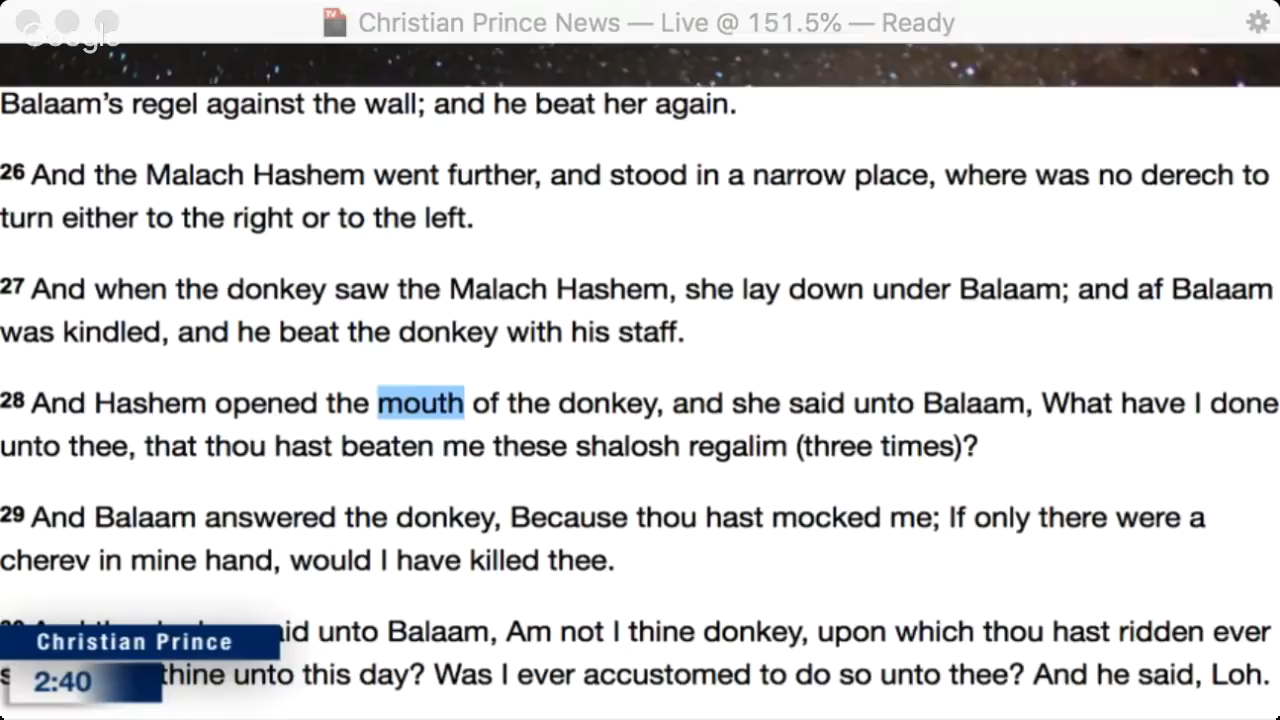 Christian Prince News — Live @ 151.5% — Ready
Google
Balaam’s regel against the wall; and he beat her again.
26 And the Malach Hashem went further, and stood in a narrow place, where was no derech to
turn either to the right or to the left.
27 And when the donkey saw the Malach Hashem, she lay down under Balaam; and af Balaam
was kindled, and he beat the donkey with his staff.
28 And Hashem opened the mouth of the donkey, and she said unto Balaam, What have I done
unto thee, that thou hast beaten me these shalosh regalim (three times)?
29 And Balaam answered the donkey, Because thou hast mocked me; If only there were a
cherev in mine hand, would I have killed thee.
unto Balaam, Am not I thine donkey, upon which thou hast ridden ever
Christian Prince
thine unto this day? Was I ever accustomed to do so unto thee? And he said, Loh.
2:40